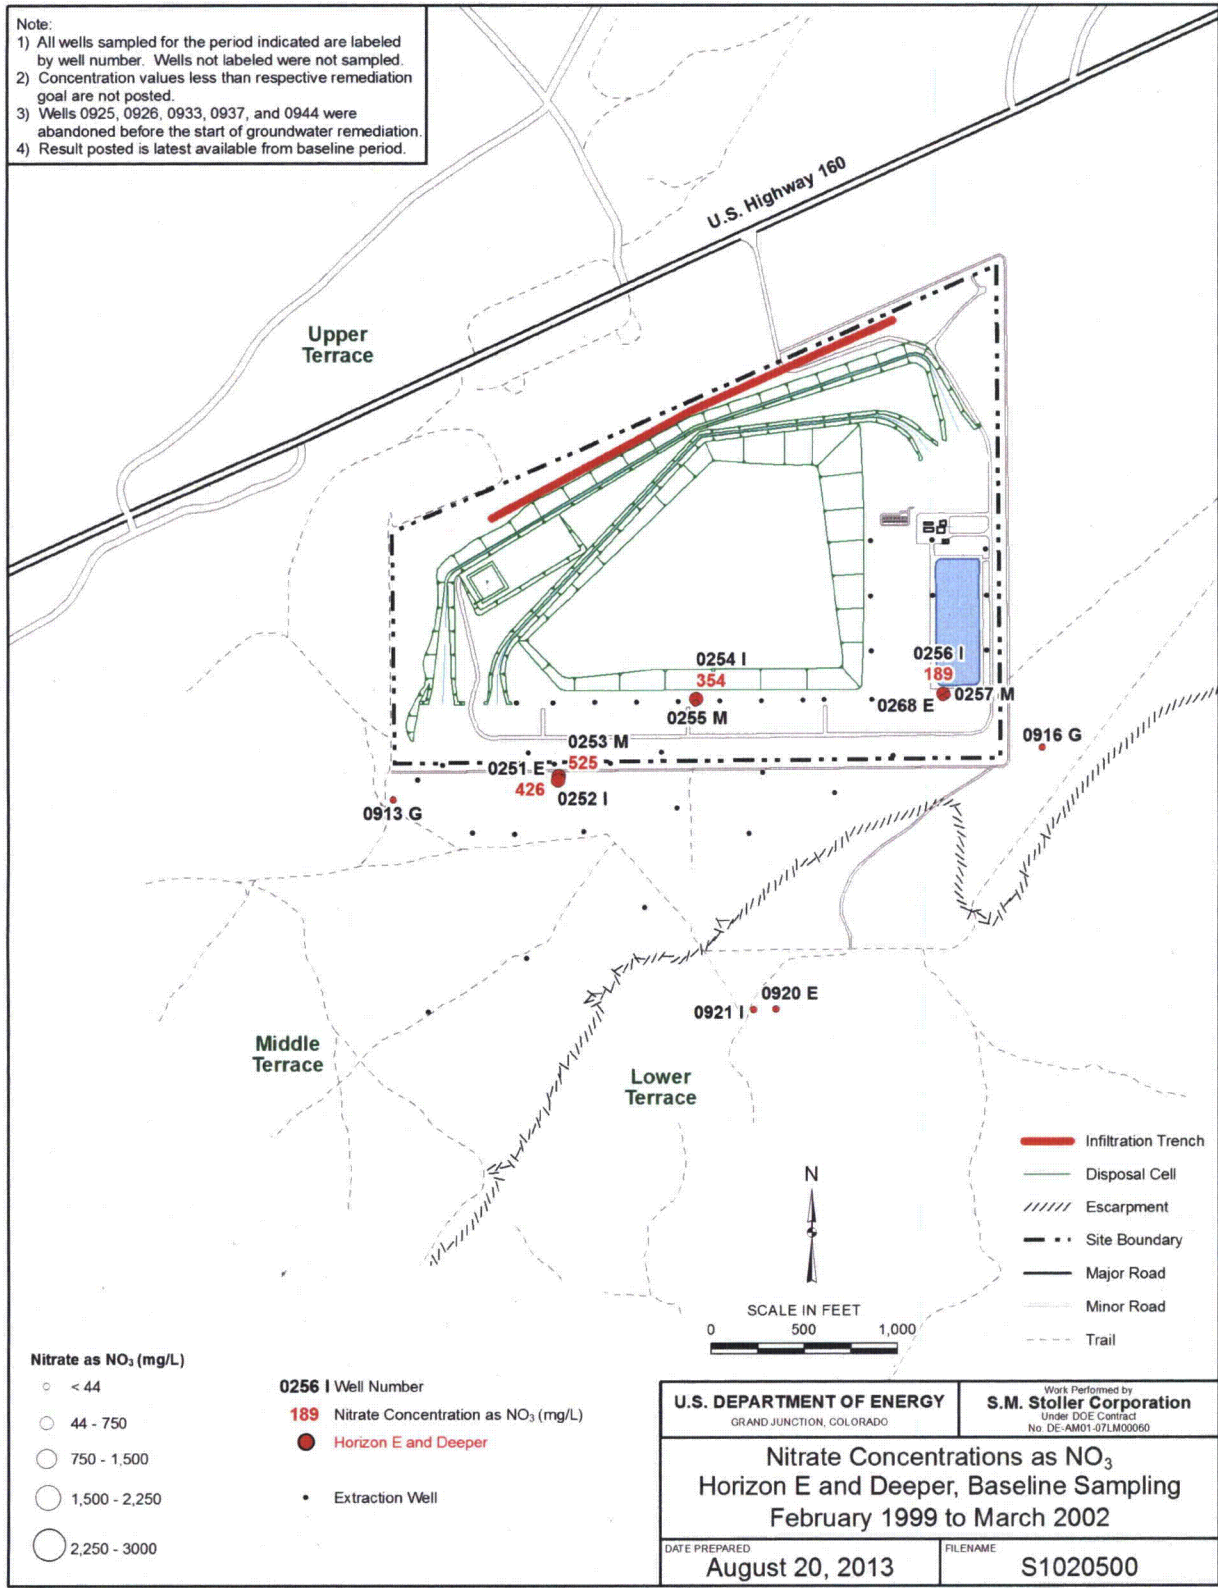 Note:
1) All wells sampled for the period indicated are labeled
by well number. Wells not labeled were not sampled.
2) Concentration values less than respective remediation
goal are not posted.
3) Wells 0925, 0926, 0933, 0937, and 0944 were
abandoned before the start of groundwater remediation.
4) Result posted is latest available from baseline period.
U.S. Highway 160
Upper
Terrace
0254 I
354
0255 M
0256 I
189
0268 E
0257 M
0916 G
0253 M
525
0251 E
426
0252 I
0913 G
0920 E
0921 I
Middle
Terrace
Lower
Terrace
Infiltration Trench
Disposal Cell
Escarpment
Site Boundary
Major Road
Minor Road
Trail
N
SCALE IN FEET
0 500 1,000
Nitrate as NO₃ (mg/L)
< 44
44 - 750
750 - 1,500
1,500 - 2,250
2,250 - 3000
0256 I Well Number
189 Nitrate Concentration as NO₃ (mg/L)
Horizon E and Deeper
Extraction Well
U.S. DEPARTMENT OF ENERGY
GRAND JUNCTION, COLORADO
Work Performed by
S.M. Stoller Corporation
Under DOE Contract
No. DE-AM01-07LM00060
Nitrate Concentrations as NO₃
Horizon E and Deeper, Baseline Sampling
February 1999 to March 2002
DATE PREPARED
August 20, 2013
FILENAME
S1020500